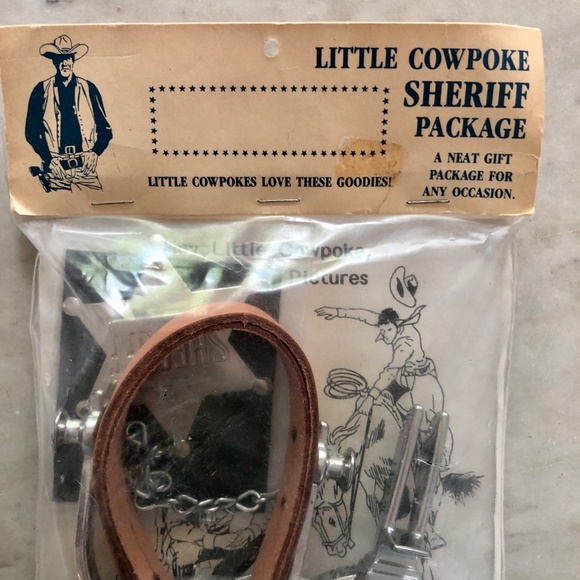 LITTLE COWPOKE
SHERIFF
PACKAGE
A NEAT GIFT
PACKAGE FOR
ANY OCCASION.
LITTLE COWPOKES LOVE THESE GOODIES!
Little Cowpoke,
Pictures